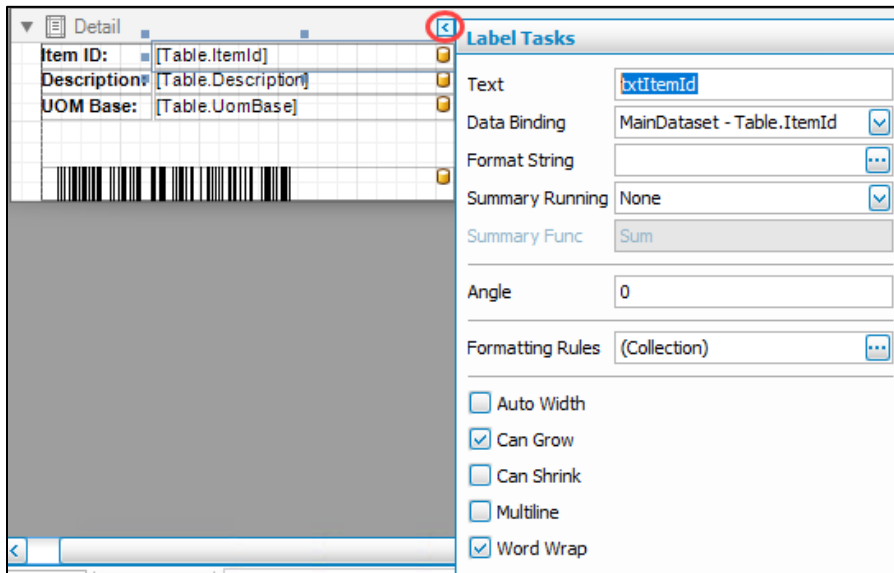 Detail
Item ID: [Table.ItemId]
Description: [Table.Description]
UOM Base: [Table.UomBase]
Label Tasks
Text txtItemId
Data Binding MainDataset - Table.ItemId
Format String
Summary Running None
Summary Func Sum
Angle 0
Formatting Rules (Collection)
Auto Width
Can Grow
Can Shrink
Multiline
Word Wrap